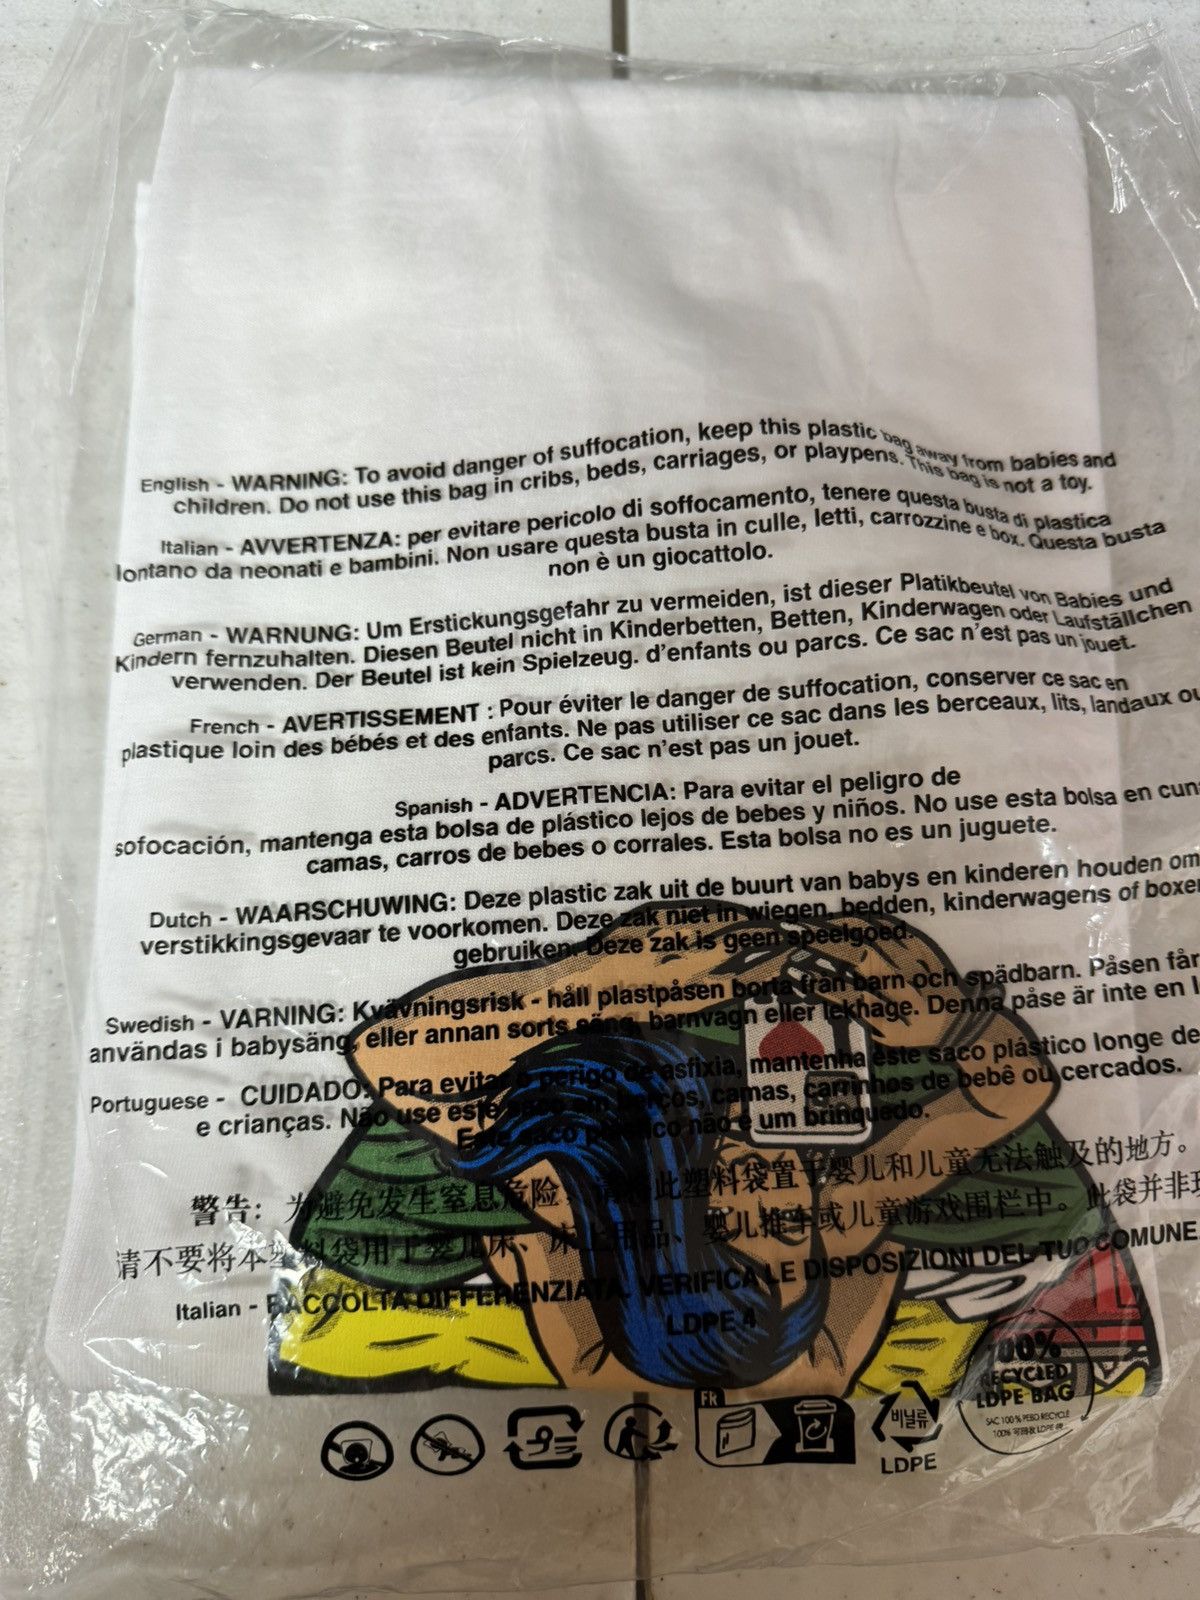 English - WARNING: To avoid danger of suffocation, keep this plastic bag away from babies and
children. Do not use this bag in cribs, beds, carriages, or playpens. This bag is not a toy.
Italian - AVVERTENZA: per evitare pericolo di soffocamento, tenere questa busta di plastica
lontano da neonati e bambini. Non usare questa busta in culle, letti, carrozzine e box. Questa busta
non è un giocattolo.
German - WARNUNG: Um Erstickungsgefahr zu vermeiden, ist dieser Platikbeutel von Babies und
Kindern fernzuhalten. Diesen Beutel nicht in Kinderbetten, Betten, Kinderwagen oder Laufställchen
verwenden. Der Beutel ist kein Spielzeug. d'enfants ou parcs. Ce sac n'est pas un jouet.
French - AVERTISSEMENT : Pour éviter le danger de suffocation, conserver ce sac en
plastique loin des bébés et des enfants. Ne pas utiliser ce sac dans les berceaux, lits, landaux ou
parcs. Ce sac n'est pas un jouet.
Spanish - ADVERTENCIA: Para evitar el peligro de
sofocación, mantenga esta bolsa de plástico lejos de bebes y niños. No use esta bolsa en
camas, carros de bebes o corrales. Esta bolsa no es un juguete.
Dutch - WAARSCHUWING: Deze plastic zak uit de buurt van babys en kinderen houden om
verstikkingsgevaar te voorkomen. Deze zak niet in wiegen, bedden, kinderwagens of
gebruiken. Deze zak is geen speelgoed.
Swedish - VARNING: Kvävningsrisk - håll plastpåsen borta från barn och spädbarn. Påsen får
användas i babysäng, eller annan sorts säng, barnvagn eller lekhage. Denna påse är inte en
Portuguese - CUIDADO: Para evitar o perigo de asfixia, mantenha este saco plástico longe de
e crianças. Não use este saco em berços, camas, carrinhos de bebê ou cercados.
Este saco plástico não é um brinquedo.
警告: 为避免发生窒息危险, 请将此塑料袋置于婴儿和儿童无法触及的地方。
请不要将本塑料袋用于婴儿床、床上用品、婴儿推车或儿童游戏围栏中。此袋并非
Italian - RACCOLTA DIFFERENZIATA. VERIFICA LE DISPOSIZIONI DEL TUO COMUNE.
LDPE 4
100%
RECYCLED
LDPE BAG
SAC 100 % PEBD RECYCLÉ
FR
비닐류
LDPE